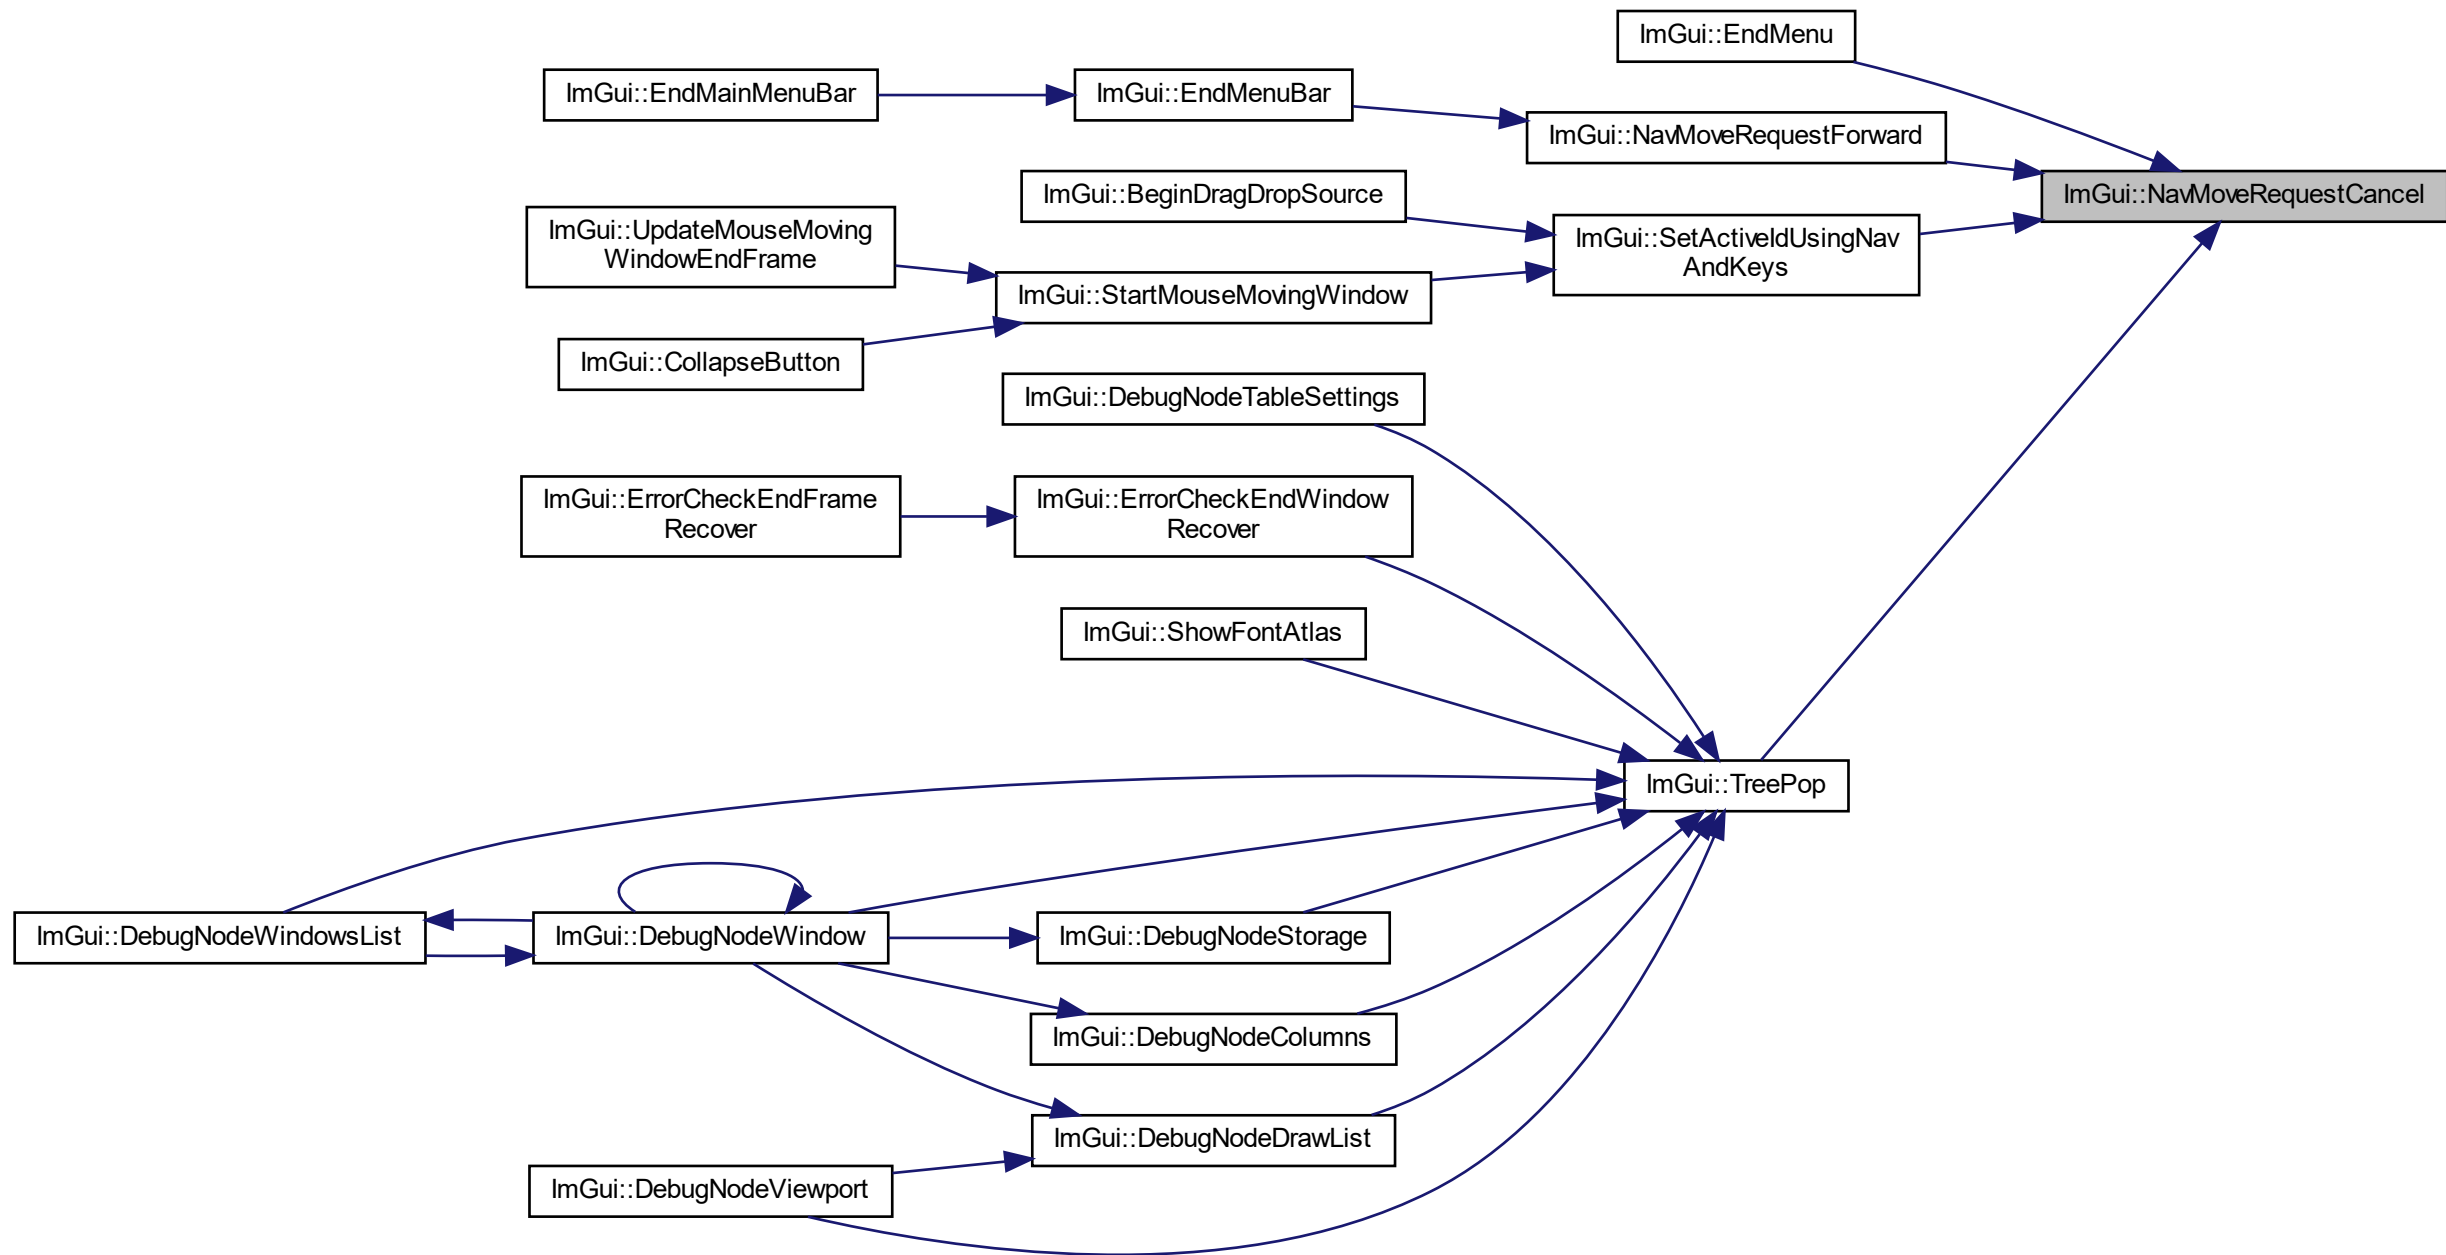 ImGui::EndMenu
ImGui::EndMainMenuBar
ImGui::EndMenuBar
ImGui::NavMoveRequestForward
ImGui::BeginDragDropSource
ImGui::NavMoveRequestCancel
ImGui::UpdateMouseMoving
WindowEndFrame
ImGui::SetActiveIdUsingNav
AndKeys
ImGui::StartMouseMovingWindow
ImGui::CollapseButton
ImGui::DebugNodeTableSettings
ImGui::ErrorCheckEndFrame
Recover
ImGui::ErrorCheckEndWindow
Recover
ImGui::ShowFontAtlas
ImGui::TreePop
ImGui::DebugNodeWindowsList
ImGui::DebugNodeWindow
ImGui::DebugNodeStorage
ImGui::DebugNodeColumns
ImGui::DebugNodeDrawList
ImGui::DebugNodeViewport